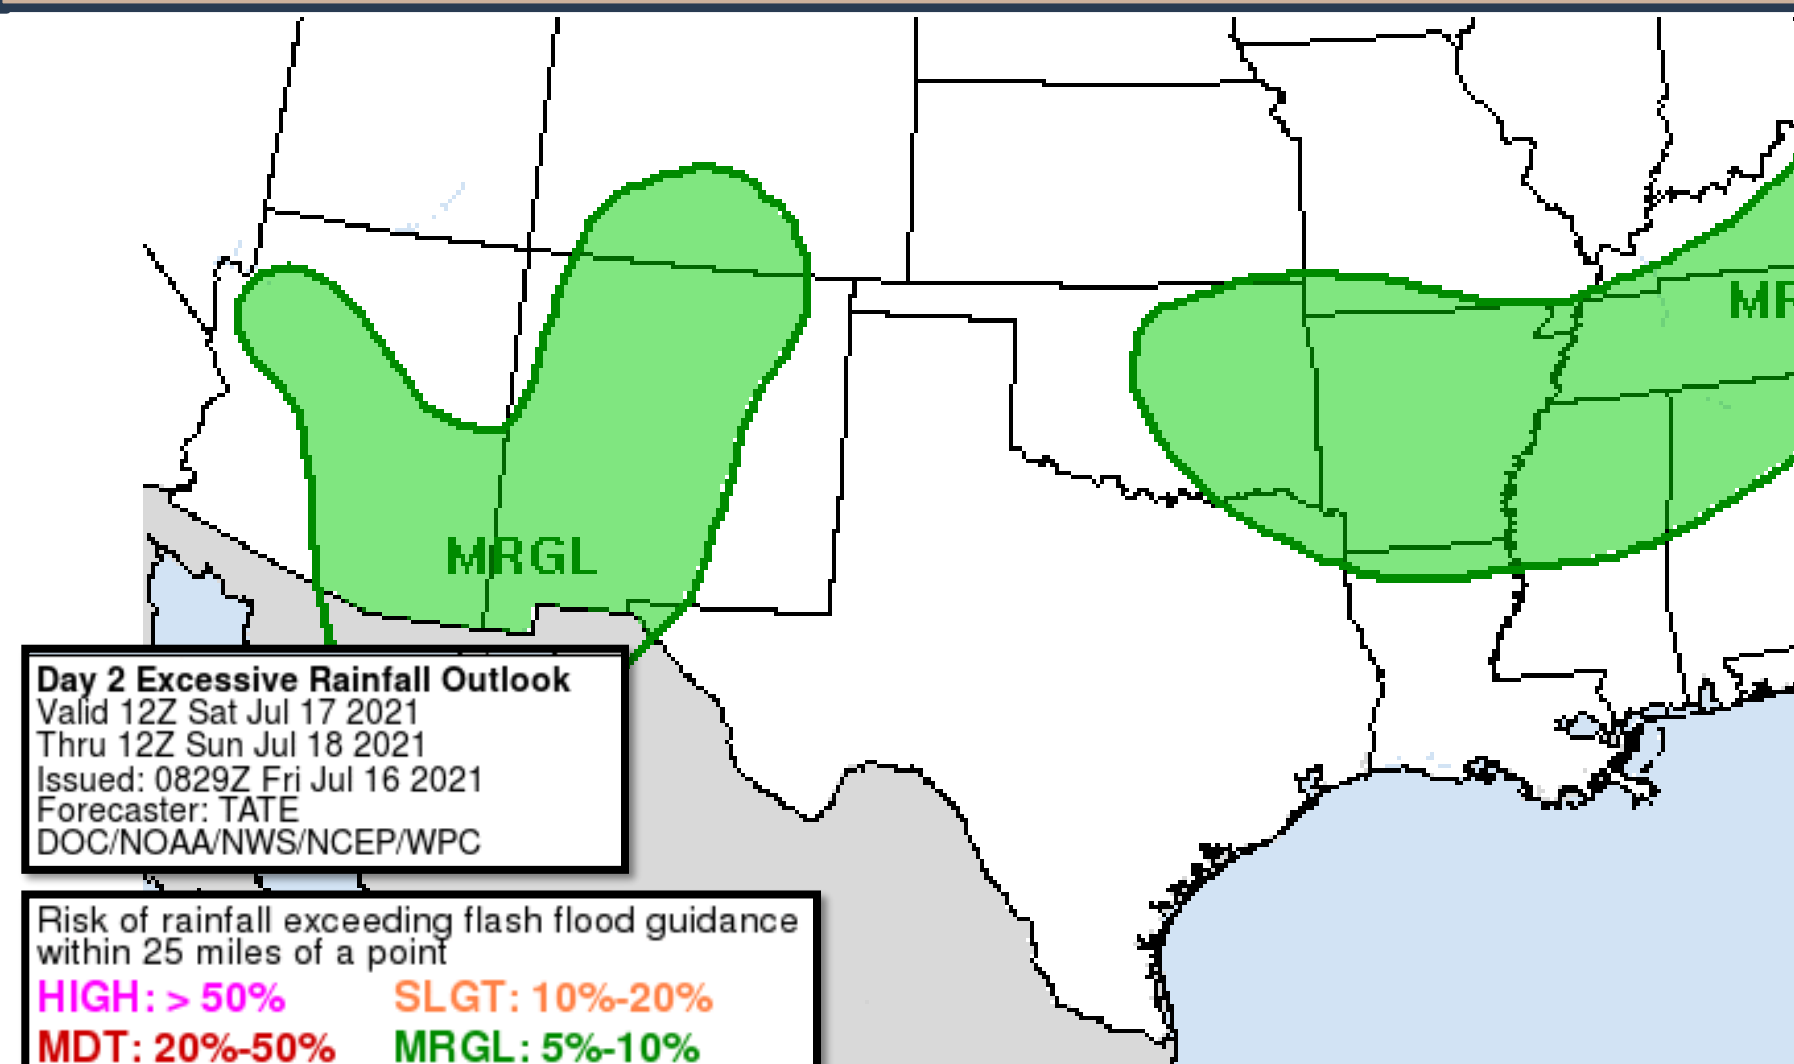 MR
MRGL
Day 2 Excessive Rainfall Outlook
Valid 12Z Sat Jul 17 2021
Thru 12Z Sun Jul 18 2021
Issued: 0829Z Fri Jul 16 2021
Forecaster: TATE
DOC/NOAA/NWS/NCEP/WPC
Risk of rainfall exceeding flash flood guidance
within 25 miles of a point
HIGH: > 50% SLGT: 10%-20%
MDT: 20%-50% MRGL: 5%-10%